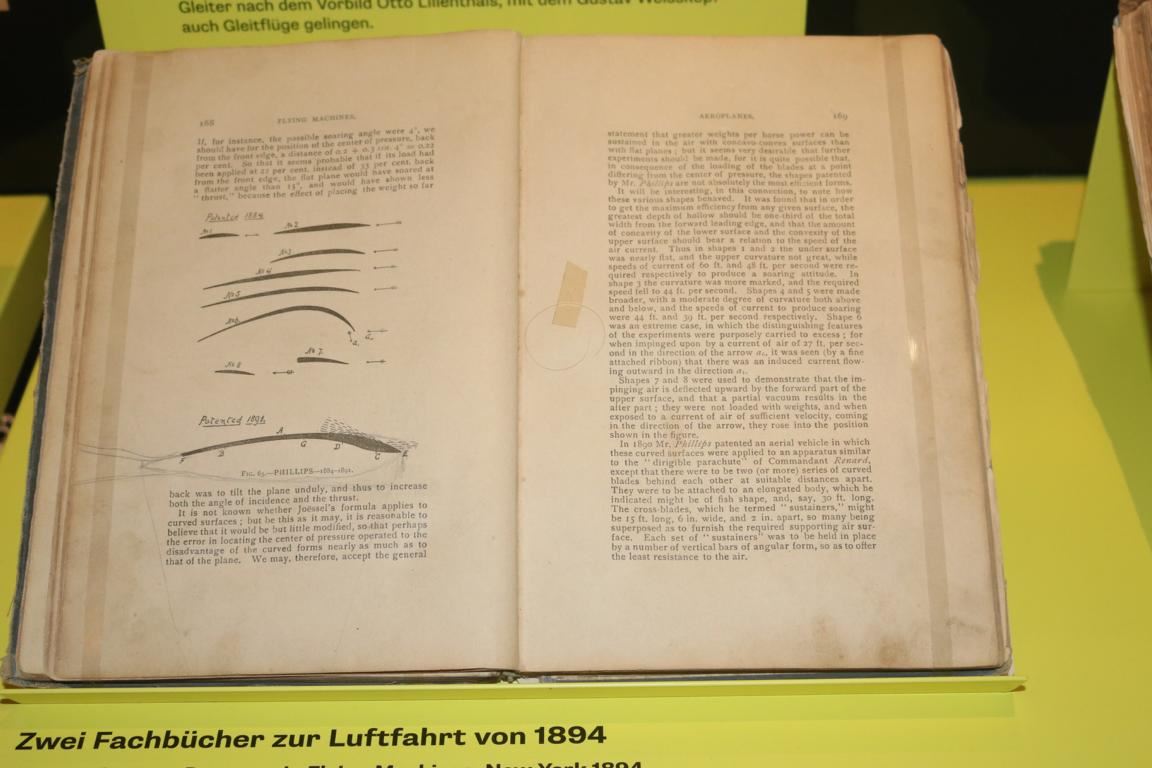 Gleiter nach dem Vorbild Otto Lilienthals, mit dem Gustav Weißkopf
auch Gleitflüge gelingen.
168 FLYING MACHINES.
If, for instance, the possible soaring angle were 4°, we
should have for the position of the center of pressure, back
from the front edge, a distance of 0.2 + 0.3 sin. 4° = 0.22
per cent. So that it seems probable that if its load had
been applied at 22 per cent. instead of 33 per cent. back
from the front edge, the flat plane would have soared at
a flatter angle than 15°, and would have shown less
"thrust," because the effect of placing the weight so far
Patented 1884.
No 1
No 2
No 3
No 4
No 5
No 6
a
a,
No 7
No 8
Patented 1891.
A
F
B
G
D
C
E
FIG. 65.—PHILLIPS—1884-1891.
back was to tilt the plane unduly, and thus to increase
both the angle of incidence and the thrust.
It is not known whether Joëssel's formula applies to
curved surfaces; but be this as it may, it is reasonable to
believe that it would be but little modified, so that perhaps
the error in locating the center of pressure operated to the
disadvantage of the curved forms nearly as much as to
that of the plane. We may, therefore, accept the general
AEROPLANES. 169
statement that greater weights per horse power can be
sustained in the air with concavo-convex surfaces than
with flat planes; but it seems very desirable that further
experiments should be made, for it is quite possible that,
in consequence of the loading of the blades at a point
differing from the center of pressure, the shapes patented
by Mr. Phillips are not absolutely the most efficient forms.
It will be interesting, in this connection, to note how
these various shapes behaved. It was found that in order
to get the maximum efficiency from any given surface, the
greatest depth of hollow should be one-third of the total
width from the forward leading edge, and that the amount
of concavity of the lower surface and the convexity of the
upper surface should bear a relation to the speed of the
air current. Thus in shapes 1 and 2 the under surface
was nearly flat, and the upper curvature not great, while
speeds of current of 60 ft. and 48 ft. per second were re-
quired respectively to produce a soaring attitude. In
shape 3 the curvature was more marked, and the required
speed fell to 44 ft. per second. Shapes 4 and 5 were made
broader, with a moderate degree of curvature both above
and below, and the speeds of current to produce soaring
were 44 ft. and 39 ft. per second respectively. Shape 6
was an extreme case, in which the distinguishing features
of the experiments were purposely carried to excess; for
when impinged upon by a current of air of 27 ft. per sec-
ond in the direction of the arrow a, it was seen (by a fine
attached ribbon) that there was an induced current flow-
ing outward in the direction a,.
Shapes 7 and 8 were used to demonstrate that the im-
pinging air is deflected upward by the forward part of the
upper surface, and that a partial vacuum results in the
after part; they were not loaded with weights, and when
exposed to a current of air of sufficient velocity, coming
in the direction of the arrow, they rose into the position
shown in the figure.
In 1890 Mr. Phillips patented an aerial vehicle in which
these curved surfaces were applied to an apparatus similar
to the "dirigible parachute" of Commandant Renard,
except that there were to be two (or more) series of curved
blades behind each other at suitable distances apart.
They were to be attached to an elongated body, which he
indicated might be of fish shape, and, say, 30 ft. long.
The cross-blades, which he termed "sustainers," might
be 15 ft. long, 6 in. wide, and 2 in. apart, so many being
superposed as to furnish the required supporting air sur-
face. Each set of "sustainers" was to be held in place
by a number of vertical bars of angular form, so as to offer
the least resistance to the air.
Zwei Fachbücher zur Luftfahrt von 1894
New York 1894